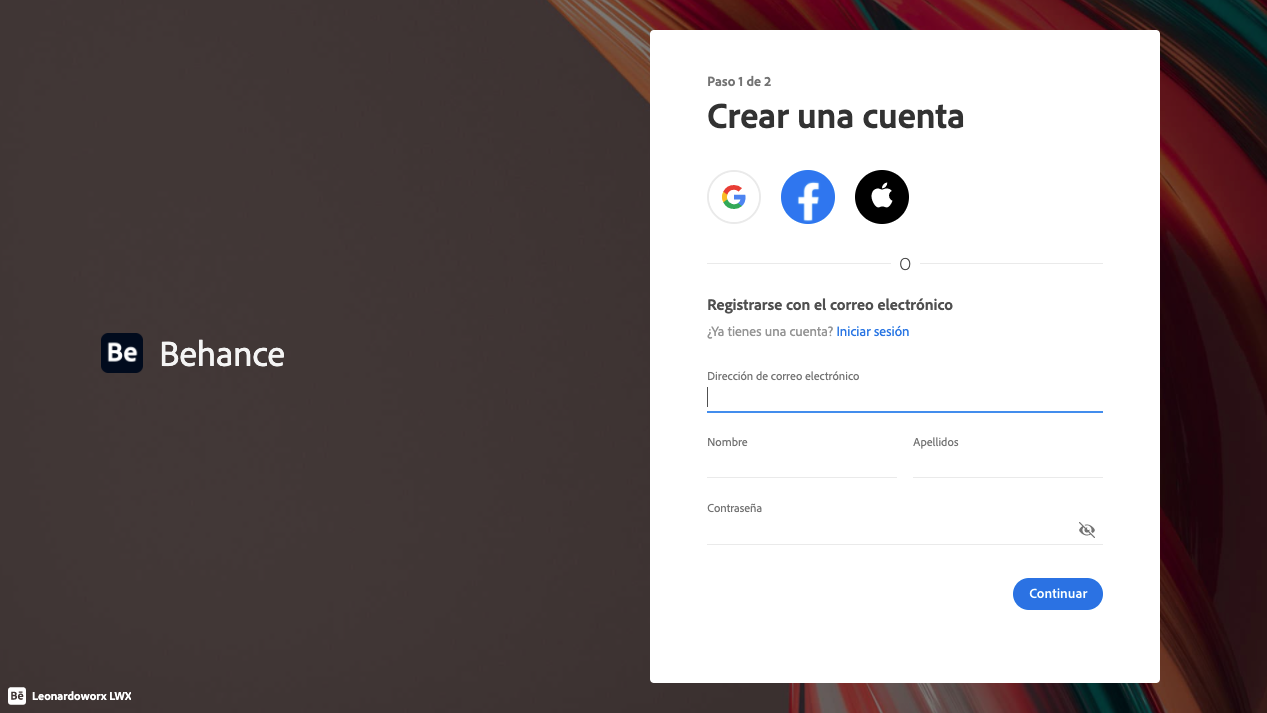 Paso 1 de 2
Crear una cuenta
O
Registrarse con el correo electrónico
¿Ya tienes una cuenta? Iniciar sesión
Dirección de correo electrónico
Nombre Apellidos
Contraseña
Continuar
Be Behance
Bē Leonardoworx LWX